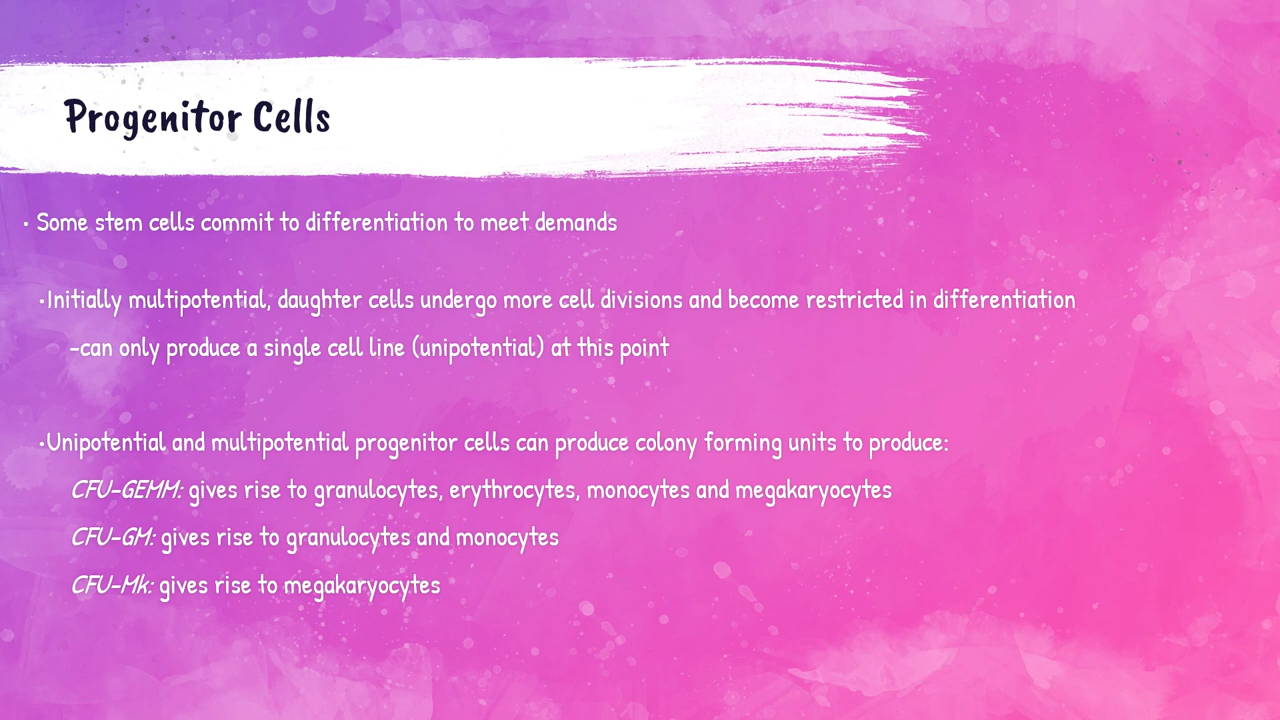 Progenitor Cells
• Some stem cells commit to differentiation to meet demands
•Initially multipotential, daughter cells undergo more cell divisions and become restricted in differentiation
-can only produce a single cell line (unipotential) at this point
•Unipotential and multipotential progenitor cells can produce colony forming units to produce:
CFU-GEMM: gives rise to granulocytes, erythrocytes, monocytes and megakaryocytes
CFU-GM: gives rise to granulocytes and monocytes
CFU-Mk: gives rise to megakaryocytes